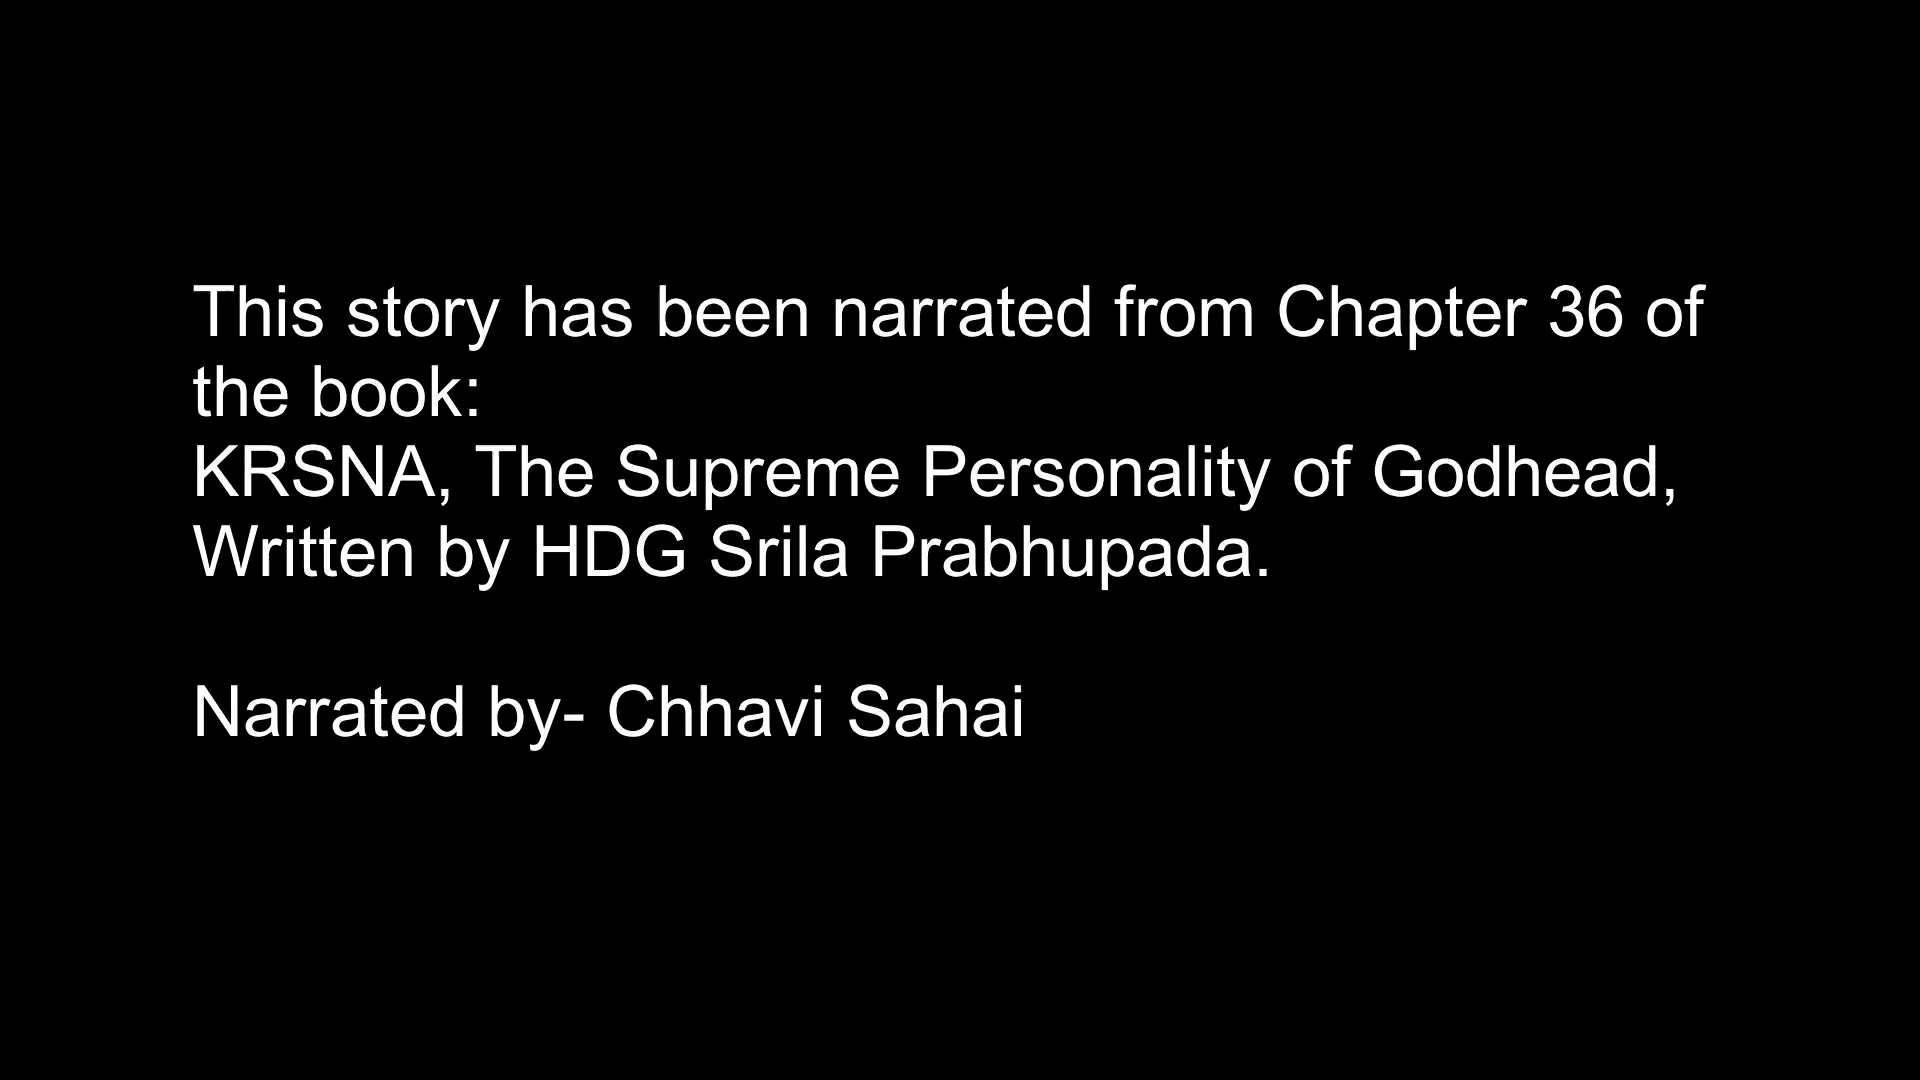 This story has been narrated from Chapter 36 of
the book:
KRSNA, The Supreme Personality of Godhead,
Written by HDG Srila Prabhupada.
Narrated by- Chhavi Sahai